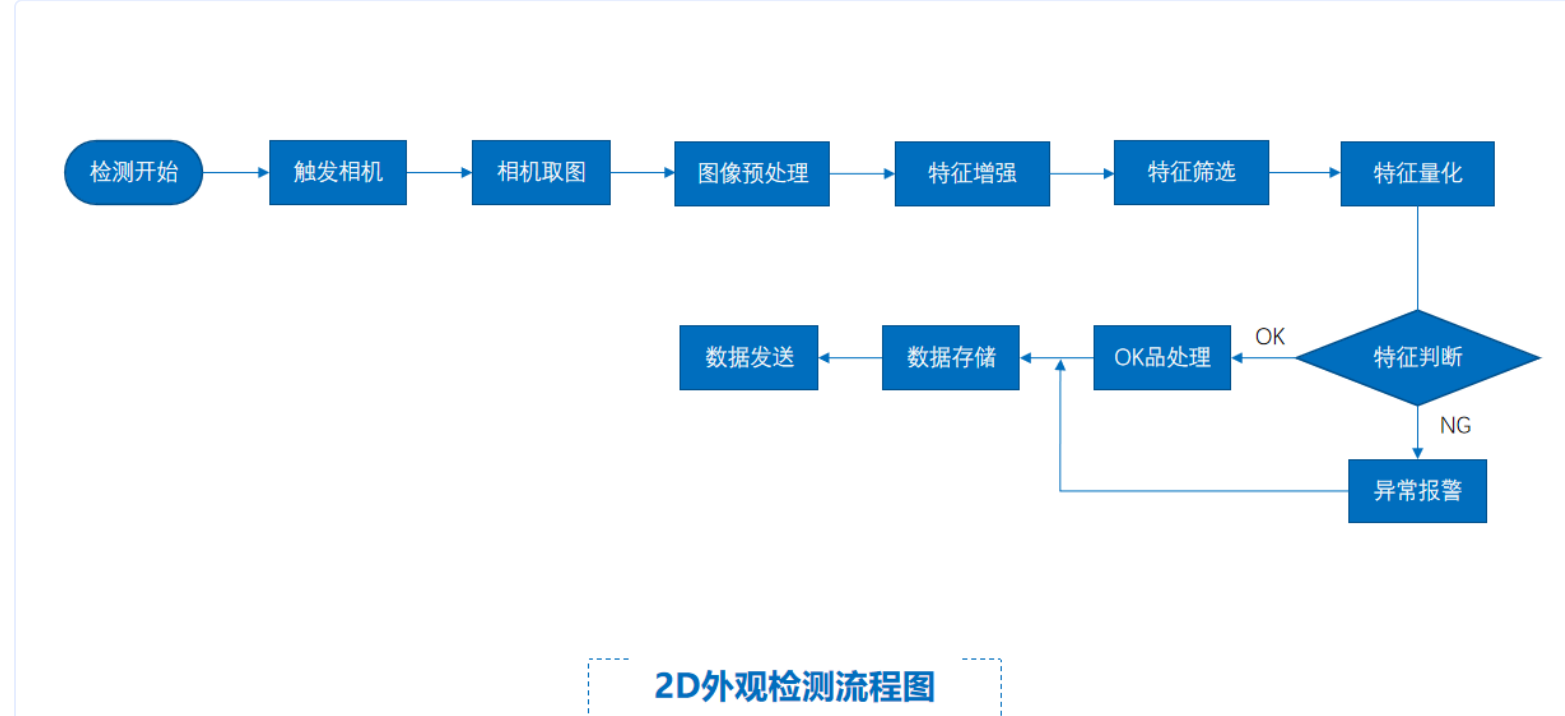 检测开始
触发相机
相机取图
图像预处理
特征增强
特征筛选
特征量化
特征判断
OK
OK品处理
数据存储
数据发送
NG
异常报警
2D外观检测流程图